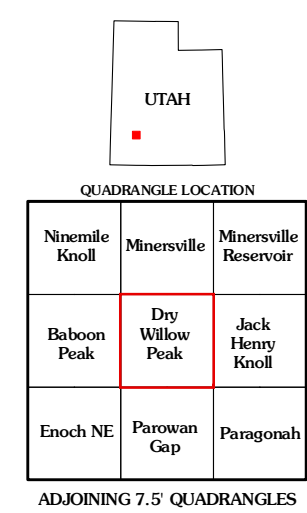 UTAH
QUADRANGLE LOCATION
Ninemile
Knoll
Minersville
Minersville
Reservoir
Baboon
Peak
Dry
Willow
Peak
Jack
Henry
Knoll
Enoch NE
Parowan
Gap
Paragonah
ADJOINING 7.5' QUADRANGLES